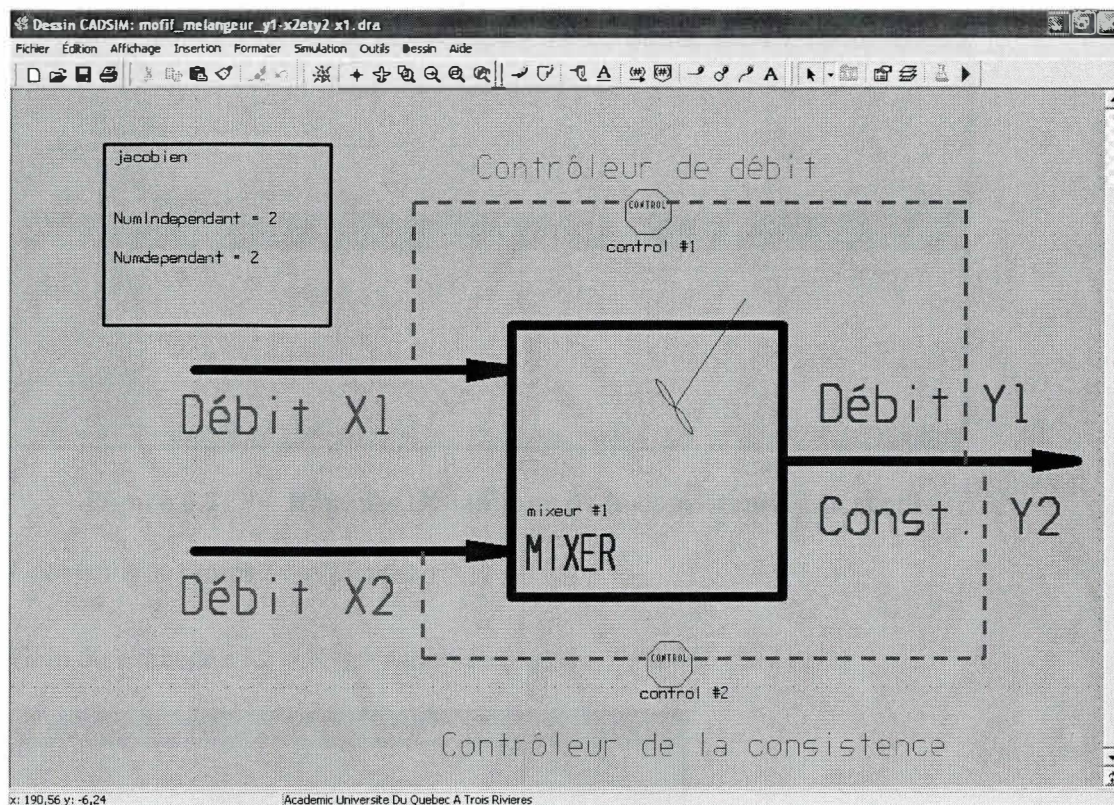 Dessin CADSIM: mofif_melangeur_y1-x2ety2 x1.dra
Fichier Édition Affichage Insertion Formater Simulation Outils Dessin Aide
jacobien
NumIndependant = 2
Numdependant = 2
Contrôleur de débit
CONTROL
control #1
Débit X1
Débit Y1
mixeur #1
MIXER
Const. Y2
Débit X2
CONTROL
control #2
Contrôleur de la consistence
x: 190,56 y: -6,24
Academic Universite Du Quebec A Trois Rivieres